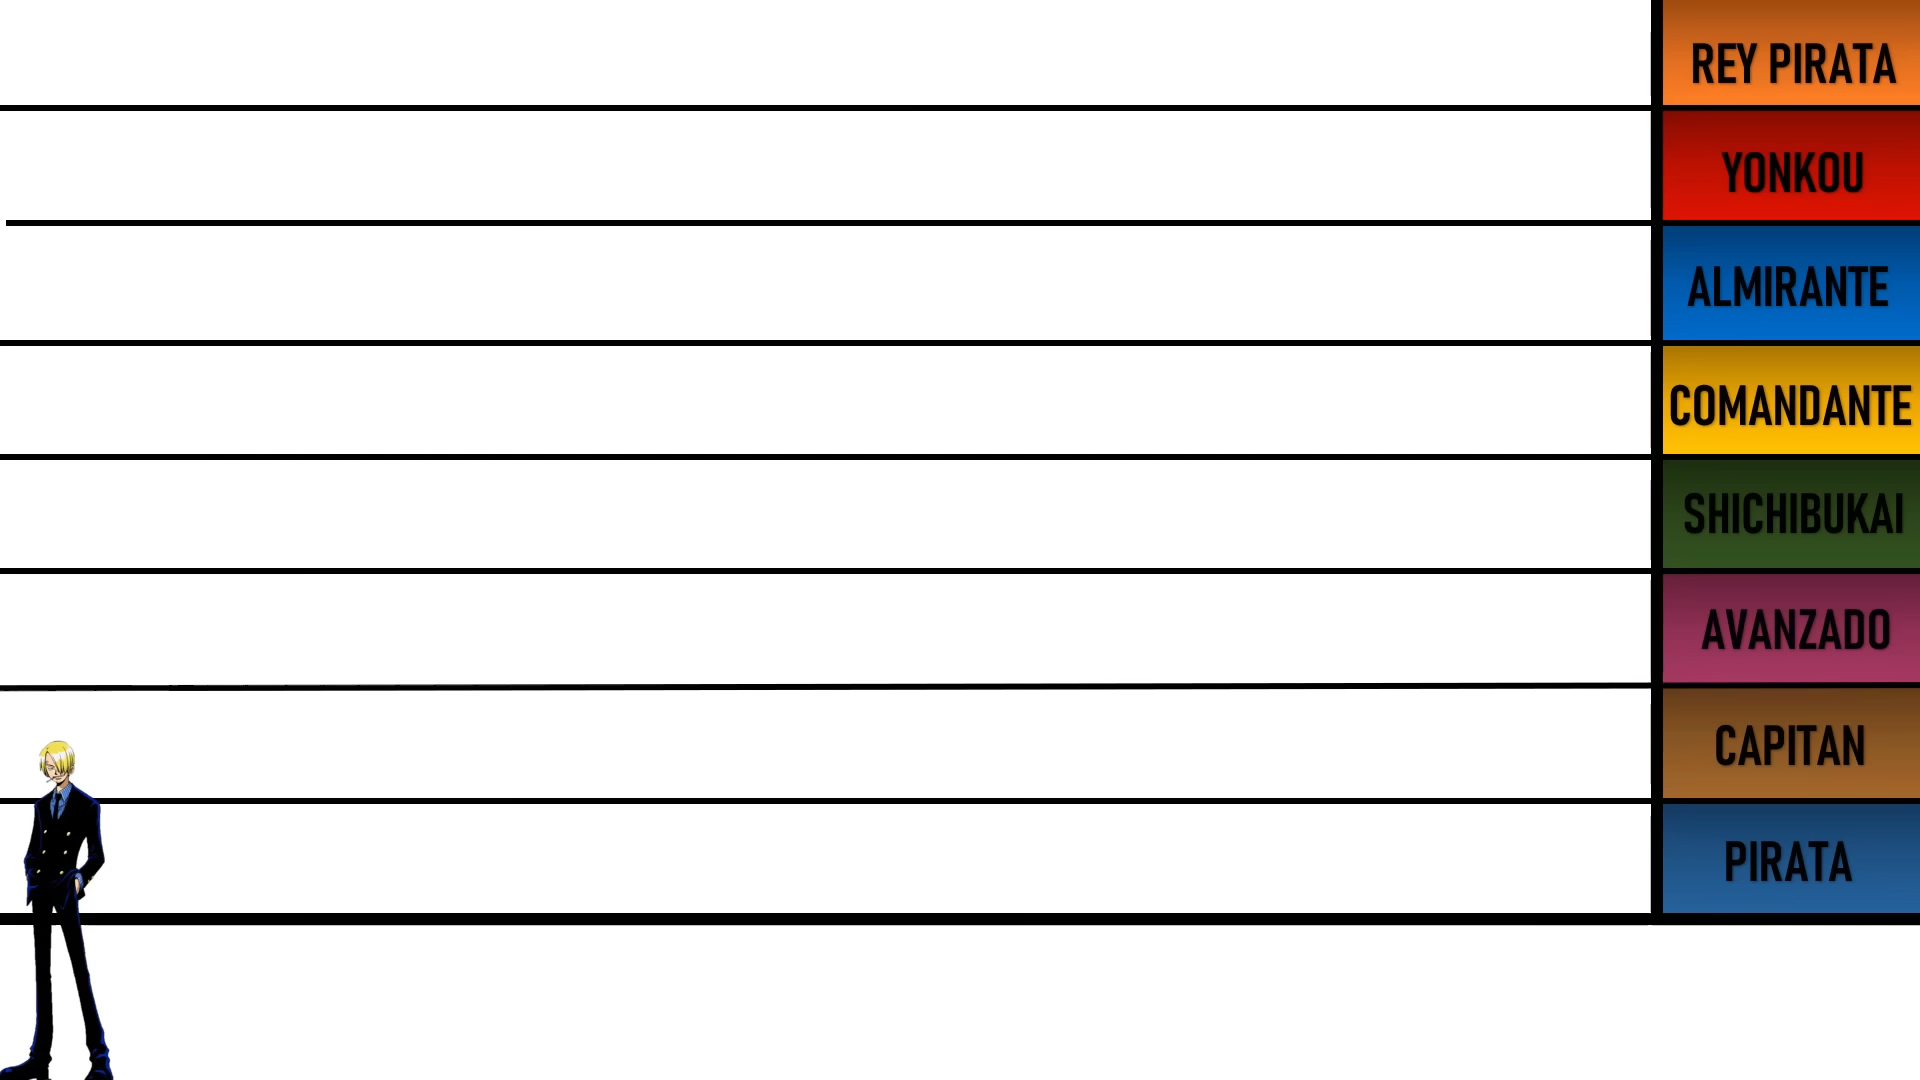 REY PIRATA
YONKOU
ALMIRANTE
COMANDANTE
SHICHIBUKAI
AVANZADO
CAPITAN
PIRATA